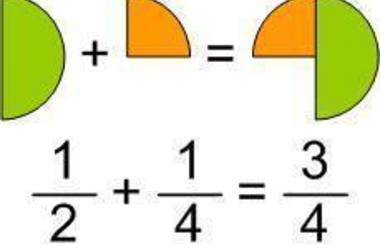 + =
1/2 + 1/4 = 3/4